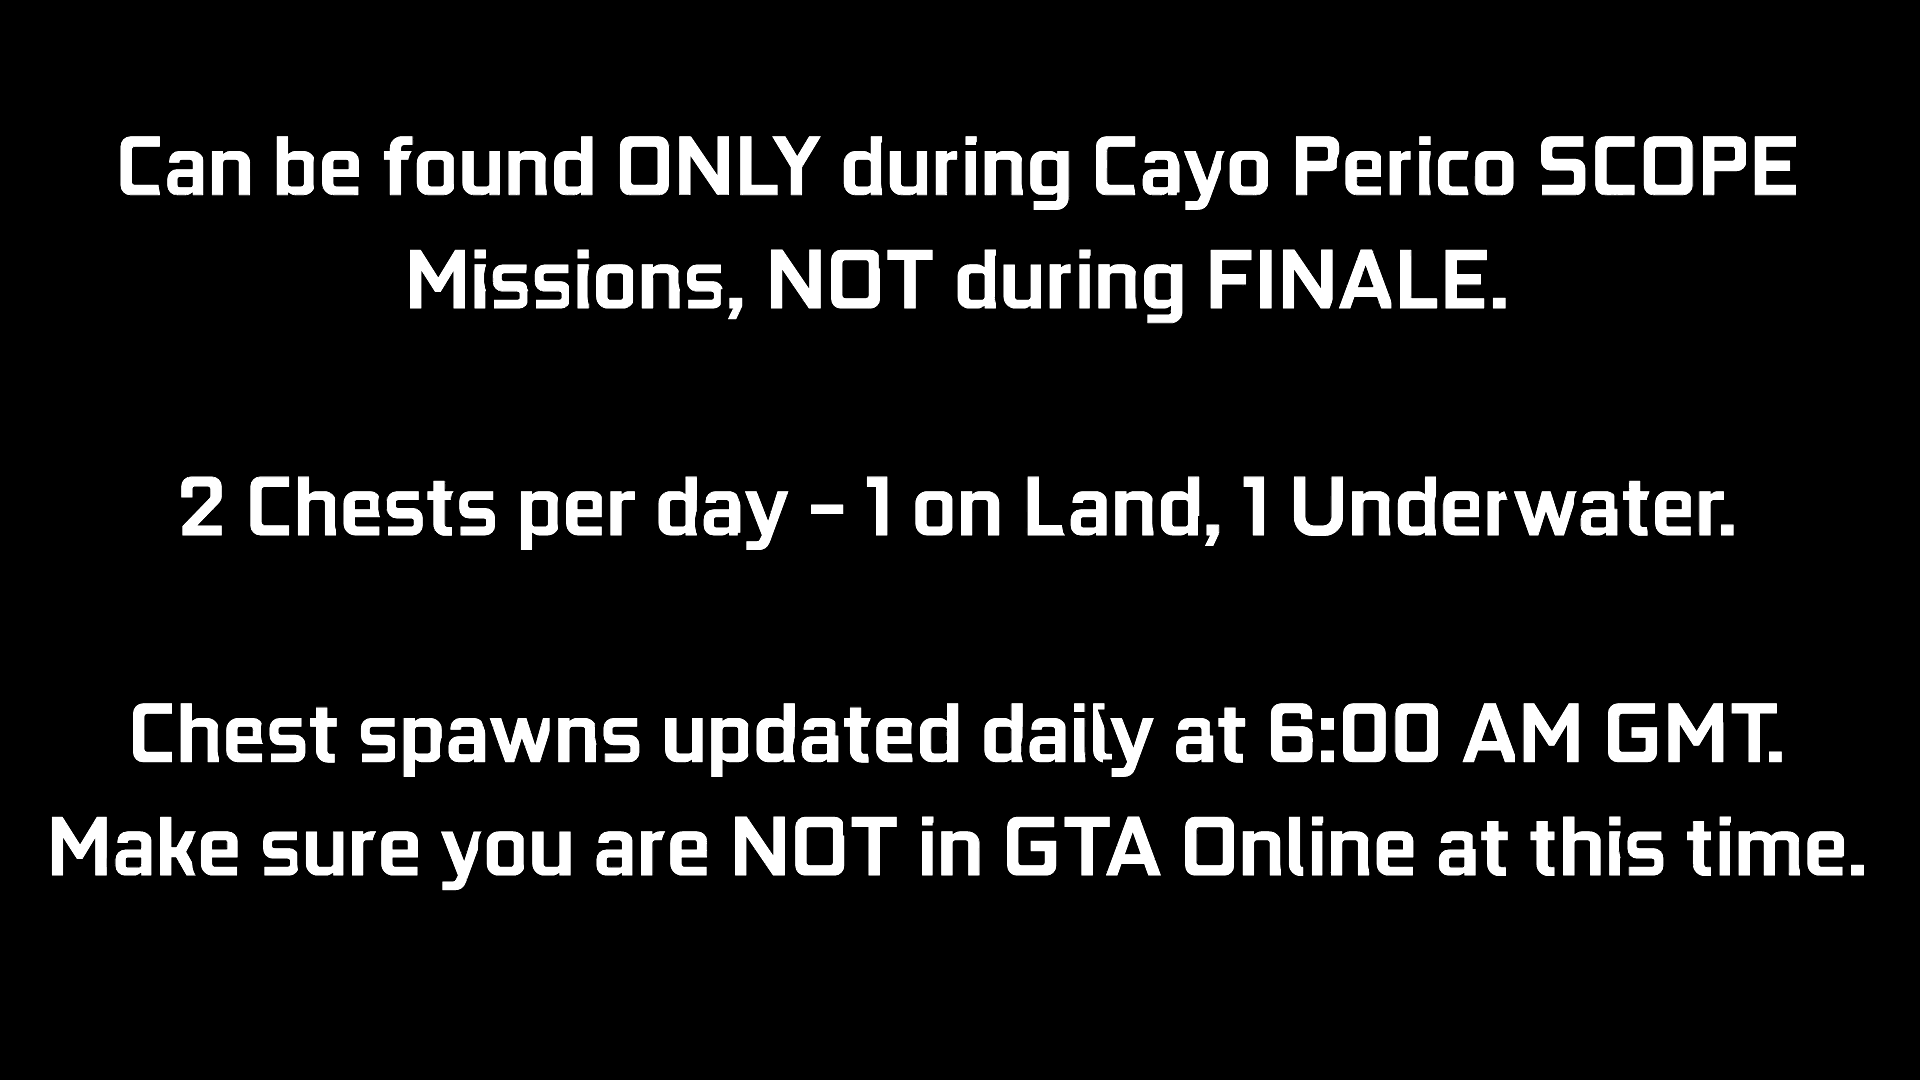 Can be found ONLY during Cayo Perico SCOPE
Missions, NOT during FINALE.
2 Chests per day – 1 on Land, 1 Underwater.
Chest spawns updated daily at 6:00 AM GMT.
Make sure you are NOT in GTA Online at this time.